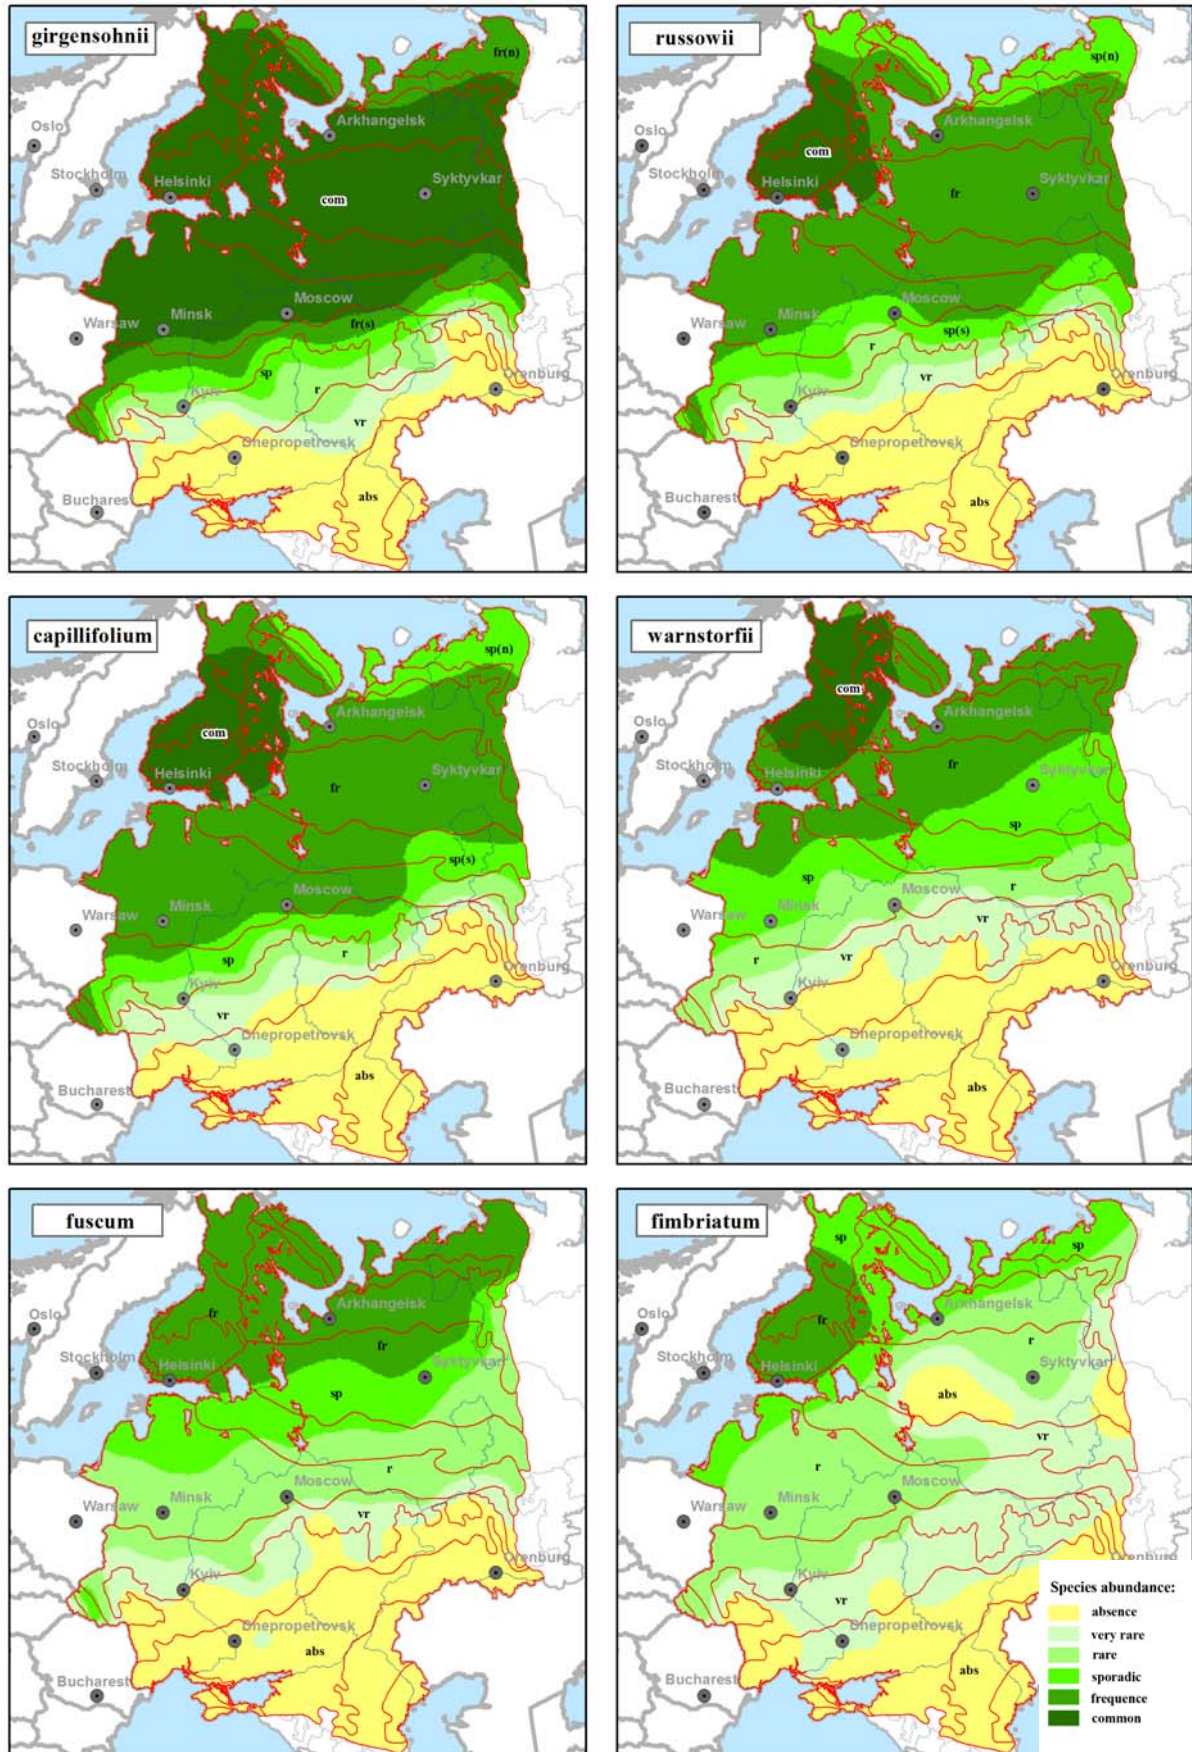 girgensohnii
fr(n)
Oslo
Arkhangelsk
Stockholm
Helsinki
Syktyvkar
com
Moscow
Minsk
Warsaw
fr(s)
sp
r
Kyiv
Orenburg
vr
Dnepropetrovsk
Bucharest
abs
russowii
sp(n)
Oslo
Arkhangelsk
com
Stockholm
Helsinki
Syktyvkar
fr
Moscow
Minsk
Warsaw
sp(s)
r
vr
Kyiv
Orenburg
Dnepropetrovsk
Bucharest
abs
capillifolium
sp(n)
Oslo
Arkhangelsk
com
Stockholm
Helsinki
Syktyvkar
fr
sp(s)
Moscow
Minsk
Warsaw
sp
r
Kyiv
Orenburg
vr
Dnepropetrovsk
abs
Bucharest
warnstorfii
com
Oslo
Arkhangelsk
fr
Stockholm
Helsinki
Syktyvkar
sp
sp
r
Moscow
Minsk
Warsaw
vr
r
vr
Kyiv
Orenburg
Dnepropetrovsk
abs
Bucharest
fuscum
Oslo
Arkhangelsk
fr
fr
Stockholm
Helsinki
Syktyvkar
sp
r
Moscow
Minsk
Warsaw
vr
Kyiv
Orenburg
Dnepropetrovsk
abs
Bucharest
fimbriatum
sp
sp
Oslo
Arkhangelsk
fr
r
Stockholm
Helsinki
Syktyvkar
abs
vr
r
Moscow
Minsk
Warsaw
Kyiv
Orenburg
vr
Dnepropetrovsk
abs
Bucharest
Species abundance:
absence
very rare
rare
sporadic
frequence
common